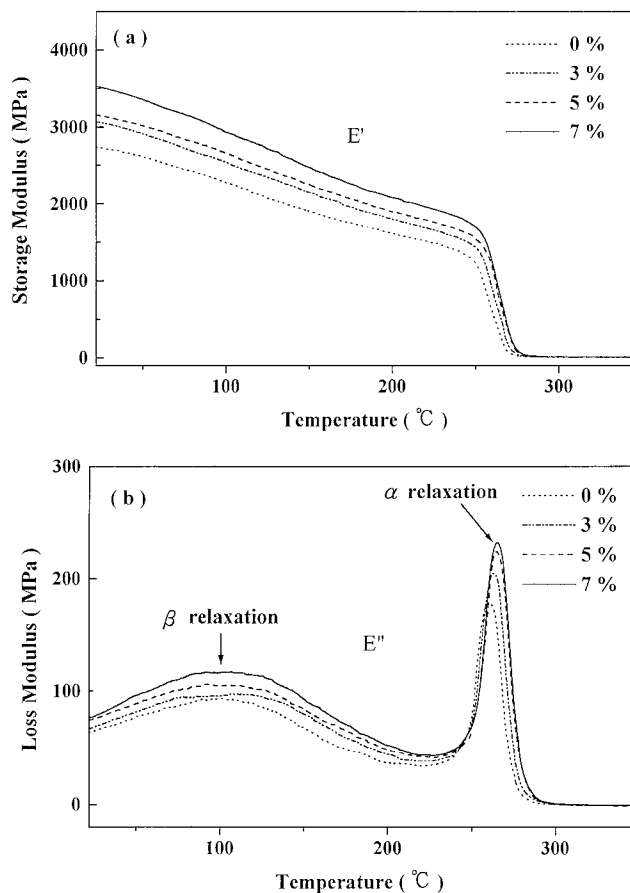 ( a )
4000
3000
2000
1000
0
Storage Modulus ( MPa )
E'
0 %
3 %
5 %
7 %
100
200
300
Temperature ( ℃ )
( b )
300
200
100
0
Loss Modulus ( MPa )
α relaxation
β relaxation
E"
0 %
3 %
5 %
7 %
100
200
300
Temperature ( ℃ )